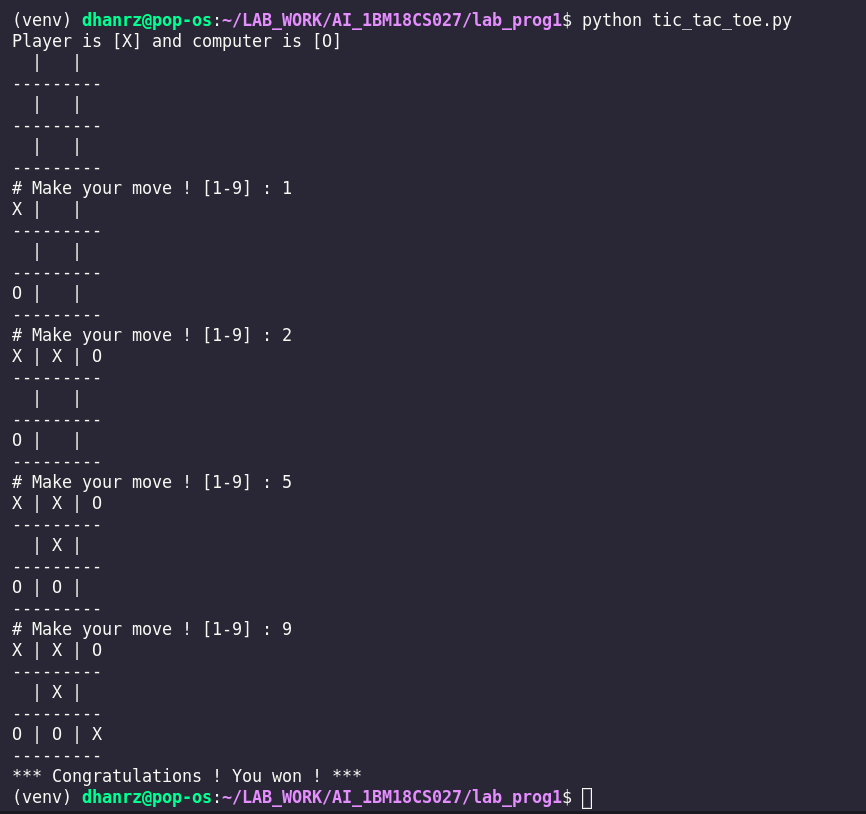 (venv) dhanrz@pop-os:~/LAB_WORK/AI_1BM18CS027/lab_prog1$ python tic_tac_toe.py
Player is [X] and computer is [O]
  |   |
---------
  |   |
---------
  |   |
---------
# Make your move ! [1-9] : 1
X |   |
---------
  |   |
---------
O |   |
---------
# Make your move ! [1-9] : 2
X | X | O
---------
  |   |
---------
O |   |
---------
# Make your move ! [1-9] : 5
X | X | O
---------
  | X |
---------
O | O |
---------
# Make your move ! [1-9] : 9
X | X | O
---------
  | X |
---------
O | O | X
---------
*** Congratulations ! You won ! ***
(venv) dhanrz@pop-os:~/LAB_WORK/AI_1BM18CS027/lab_prog1$